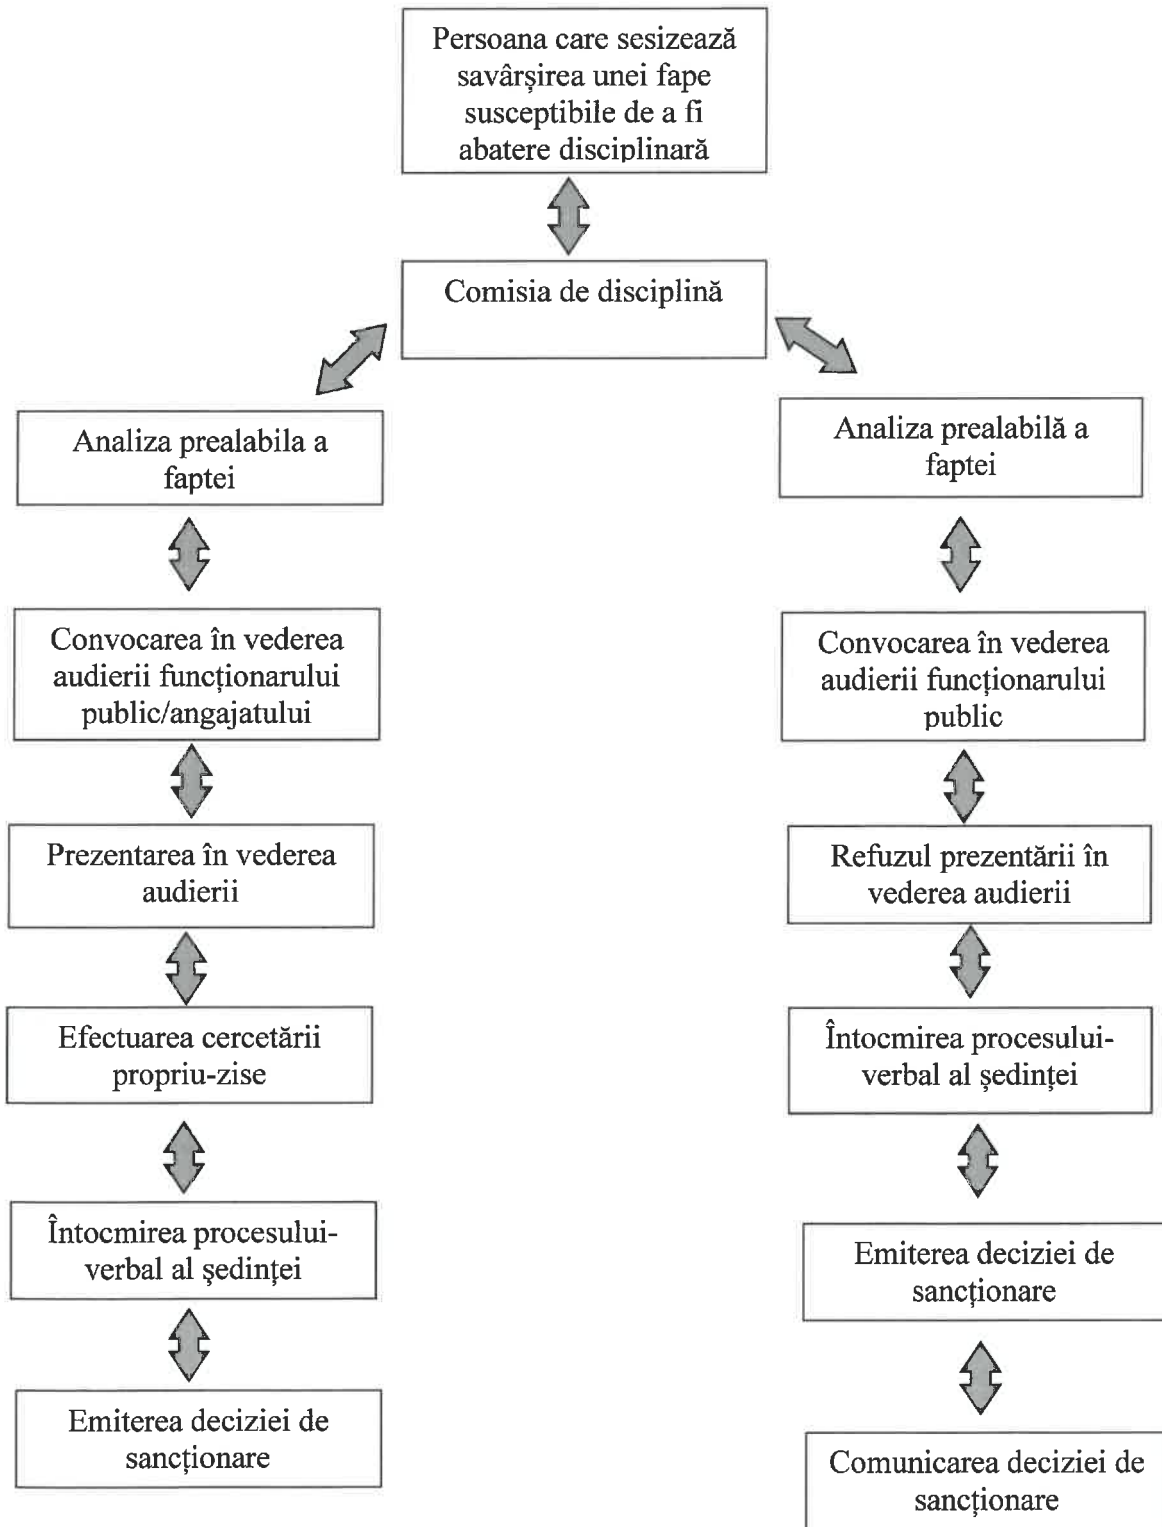 Persoana care sesizează
savârșirea unei fape
susceptibile de a fi
abatere disciplinară
Comisia de disciplină
Analiza prealabila a
faptei
Convocarea în vederea
audierii funcționarului
public/angajatului
Prezentarea în vederea
audierii
Efectuarea cercetării
propriu-zise
Întocmirea procesului-
verbal al ședinței
Emiterea deciziei de
sancționare
Analiza prealabilă a
faptei
Convocarea în vederea
audierii funcționarului
public
Refuzul prezentării în
vederea audierii
Întocmirea procesului-
verbal al ședinței
Emiterea deciziei de
sancționare
Comunicarea deciziei de
sancționare